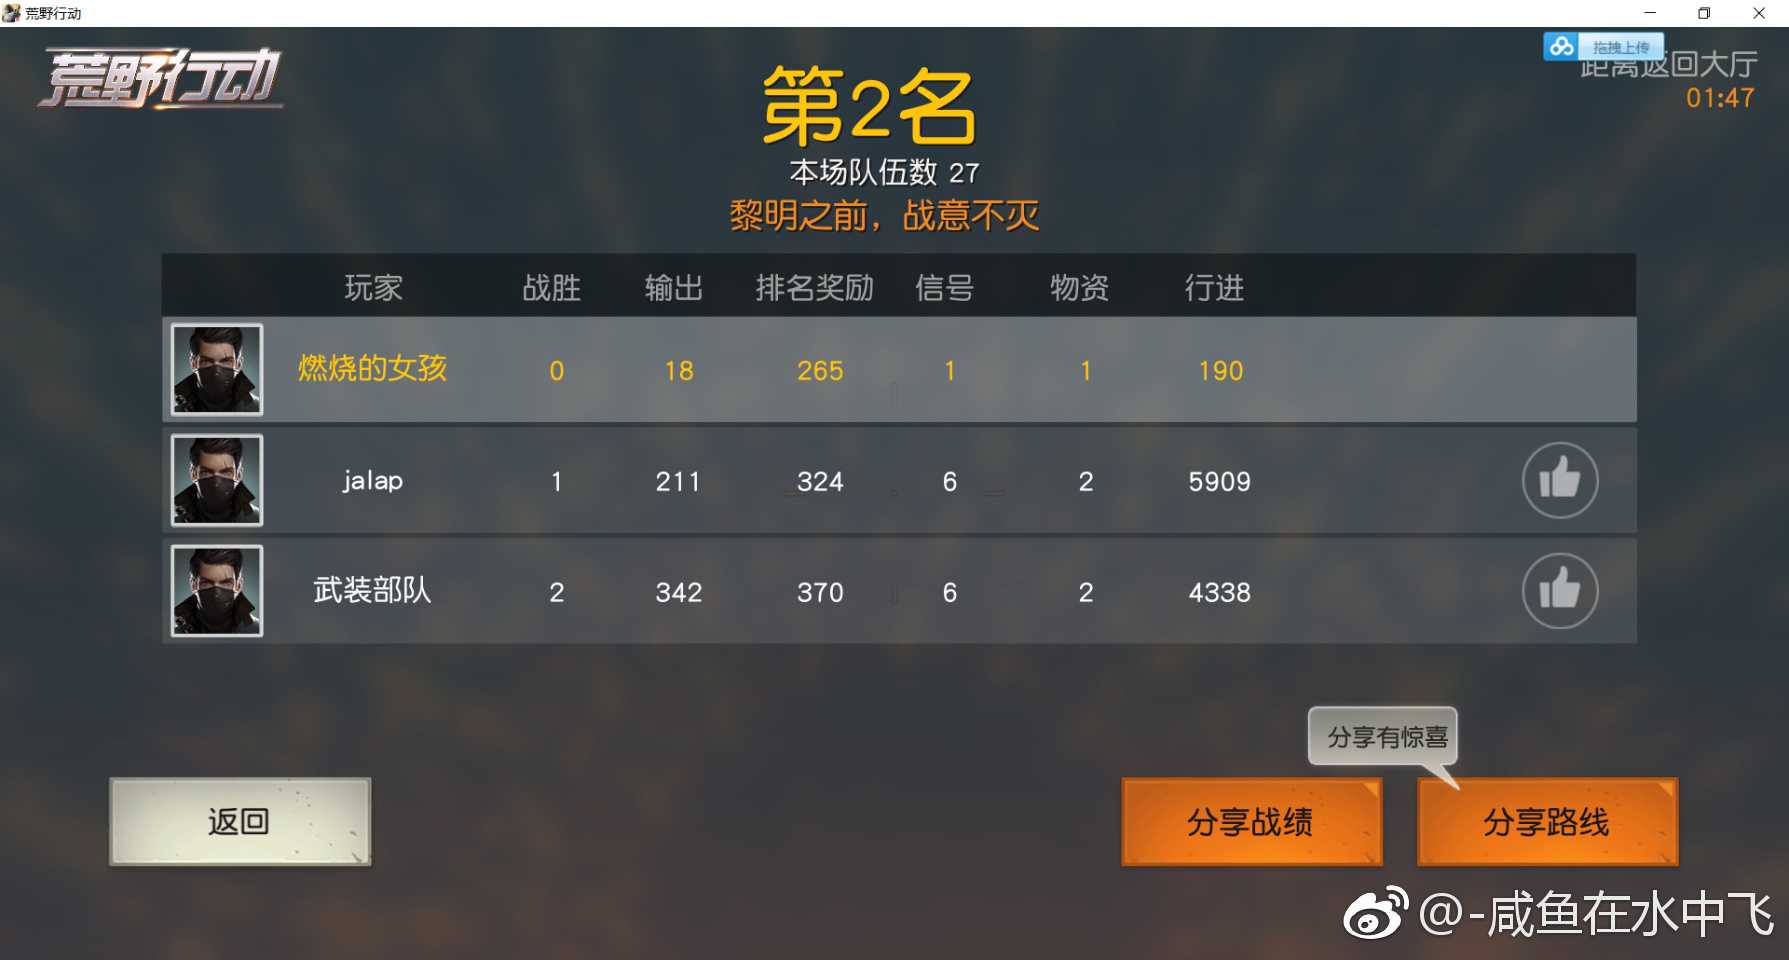 荒野行动
荒野行动
拖拽上传
距离返回大厅
01:47
第2名
本场队伍数 27
黎明之前，战意不灭
玩家 战胜 输出 排名奖励 信号 物资 行进
燃烧的女孩 0 18 265 1 1 190
jalap 1 211 324 6 2 5909
武装部队 2 342 370 6 2 4338
分享有惊喜
返回 分享战绩 分享路线
@-咸鱼在水中飞